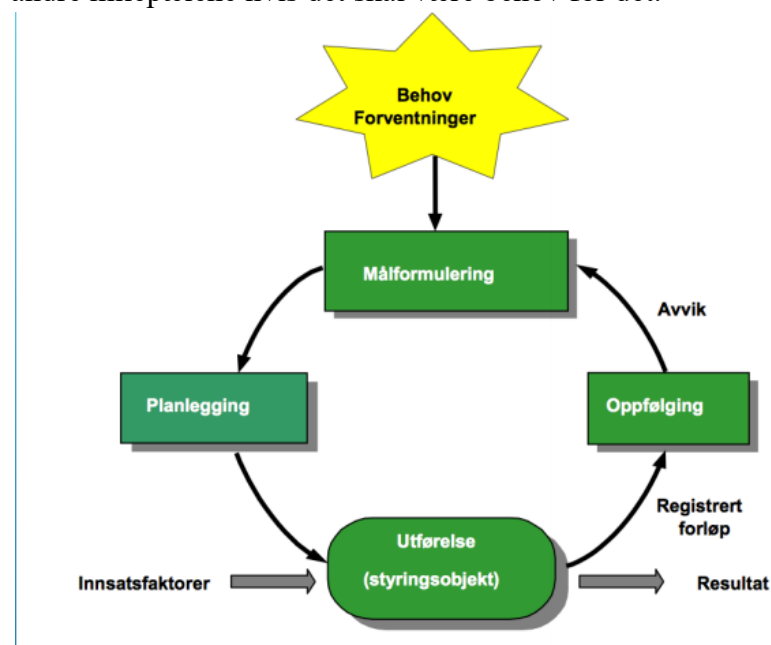 Behov
Forventninger
Målformulering
Avvik
Planlegging
Oppfølging
Registrert
forløp
Utførelse
(styringsobjekt)
Innsatsfaktorer
Resultat